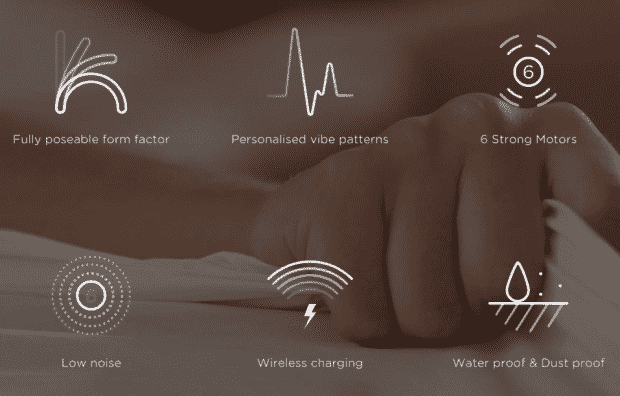 Fully poseable form factor
Personalised vibe patterns
6
6 Strong Motors
Low noise
Wireless charging
Water proof & Dust proof